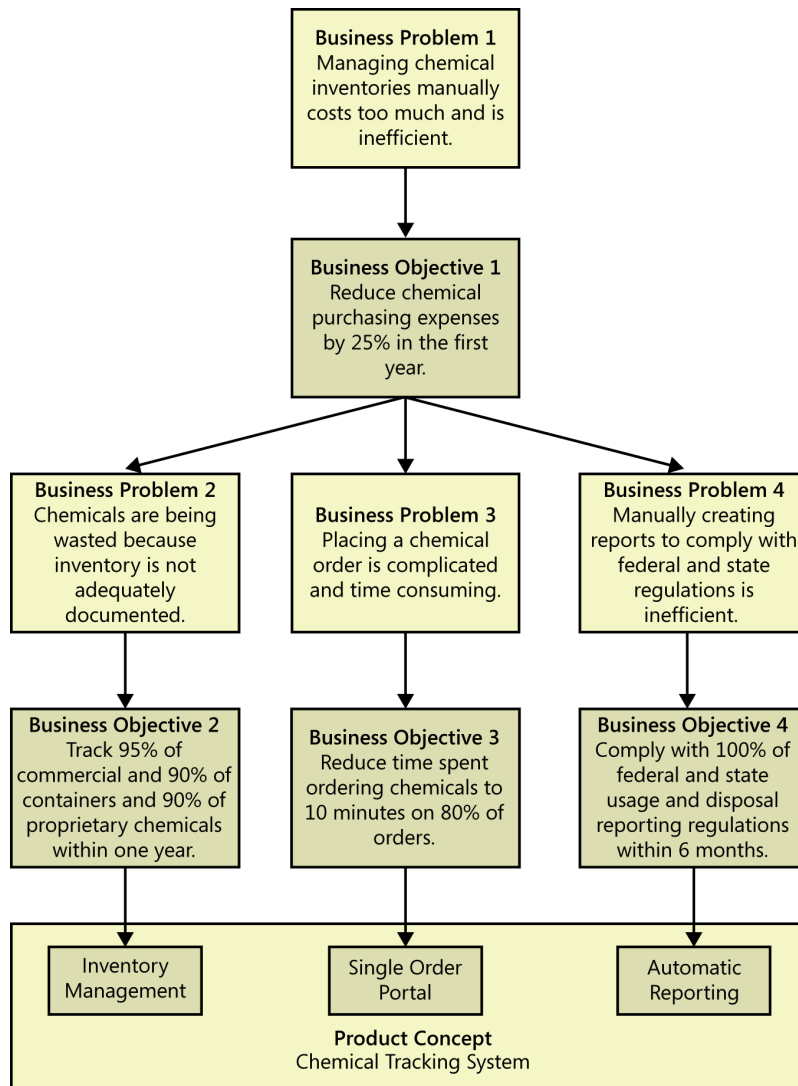 Business Problem 1
Managing chemical
inventories manually
costs too much and is
inefficient.
Business Objective 1
Reduce chemical
purchasing expenses
by 25% in the first
year.
Business Problem 2
Chemicals are being
wasted because
inventory is not
adequately
documented.
Business Problem 3
Placing a chemical
order is complicated
and time consuming.
Business Problem 4
Manually creating
reports to comply with
federal and state
regulations is
inefficient.
Business Objective 2
Track 95% of
commercial and 90% of
containers and 90% of
proprietary chemicals
within one year.
Business Objective 3
Reduce time spent
ordering chemicals to
10 minutes on 80% of
orders.
Business Objective 4
Comply with 100% of
federal and state
usage and disposal
reporting regulations
within 6 months.
Inventory
Management
Single Order
Portal
Automatic
Reporting
Product Concept
Chemical Tracking System